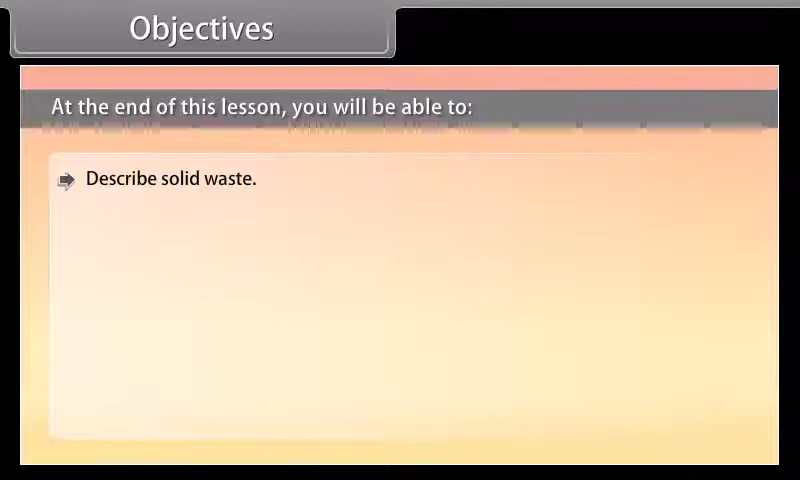 Objectives
At the end of this lesson, you will be able to:
Describe solid waste.